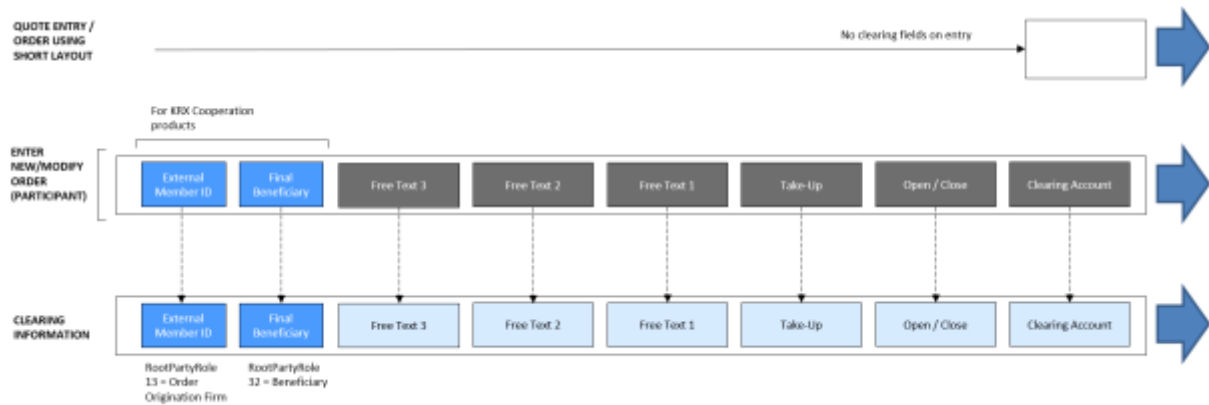 QUOTE ENTRY /
ORDER USING
SHORT LAYOUT
No clearing fields on entry
For KRX Cooperation
products
ENTER
NEW/MODIFY
ORDER
(PARTICIPANT)
External
Member ID
Final
Beneficiary
Free Text 3
Free Text 2
Free Text 1
Take-Up
Open / Close
Clearing Account
CLEARING
INFORMATION
External
Member ID
Final
Beneficiary
Free Text 3
Free Text 2
Free Text 1
Take-Up
Open / Close
Clearing Account
RootPartyRole
13 = Order
Origination Firm
RootPartyRole
32 = Beneficiary